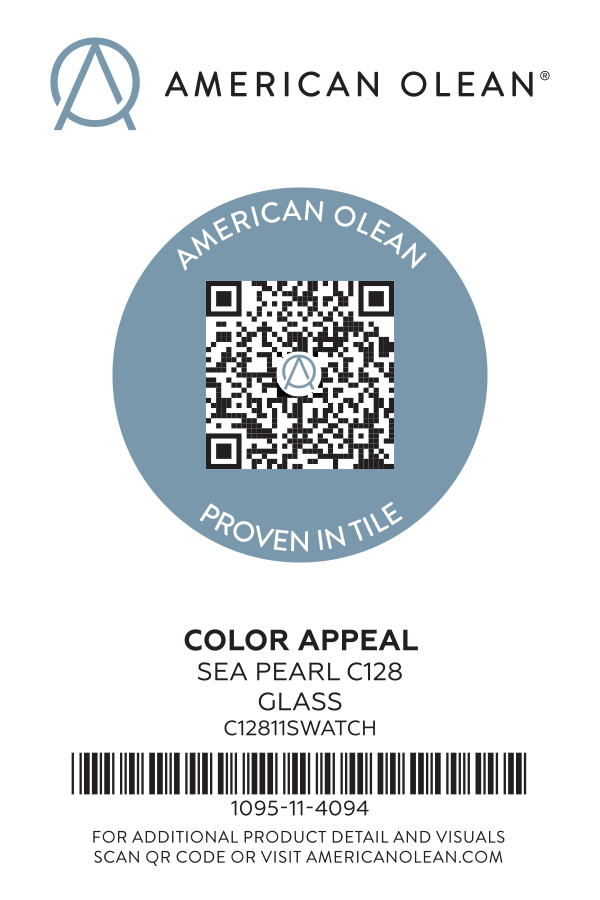 AMERICAN OLEAN®
AMERICAN OLEAN
PROVEN IN TILE
COLOR APPEAL
SEA PEARL C128
GLASS
C12811SWATCH
1095-11-4094
FOR ADDITIONAL PRODUCT DETAIL AND VISUALS
SCAN QR CODE OR VISIT AMERICANOLEAN.COM